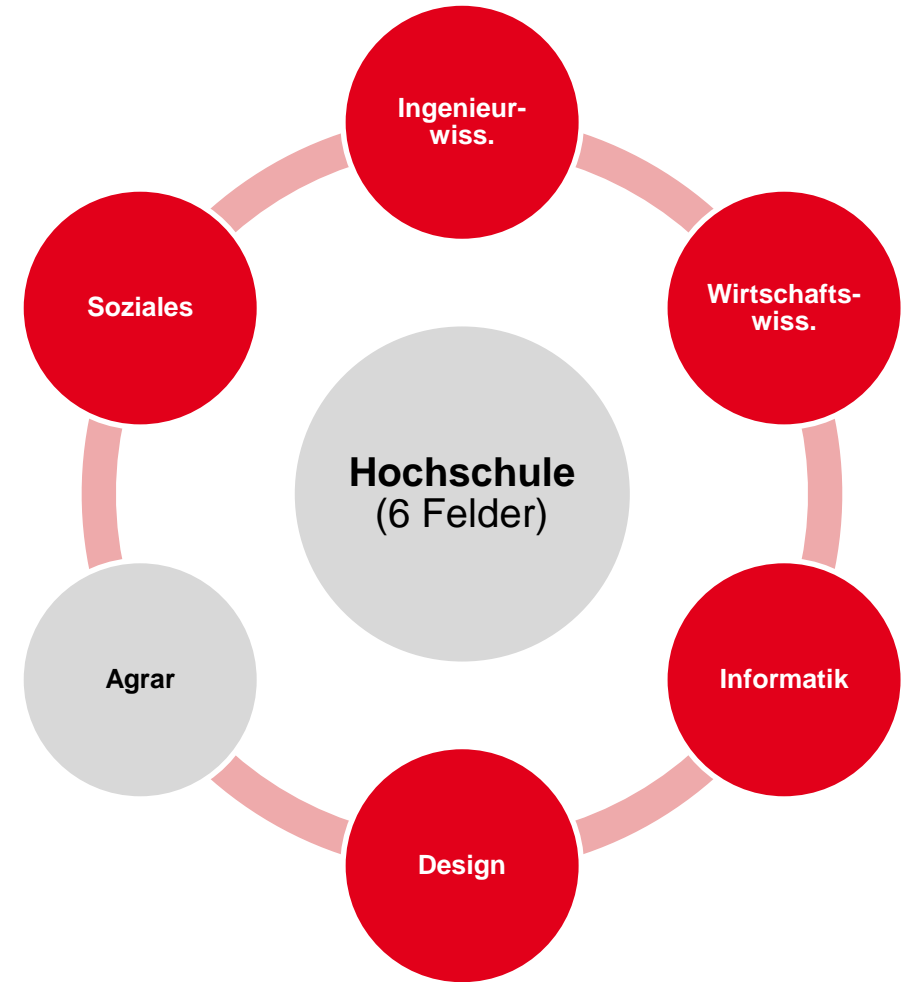 Ingenieur-
wiss.
Wirtschafts-
wiss.
Soziales
Hochschule
(6 Felder)
Informatik
Agrar
Design